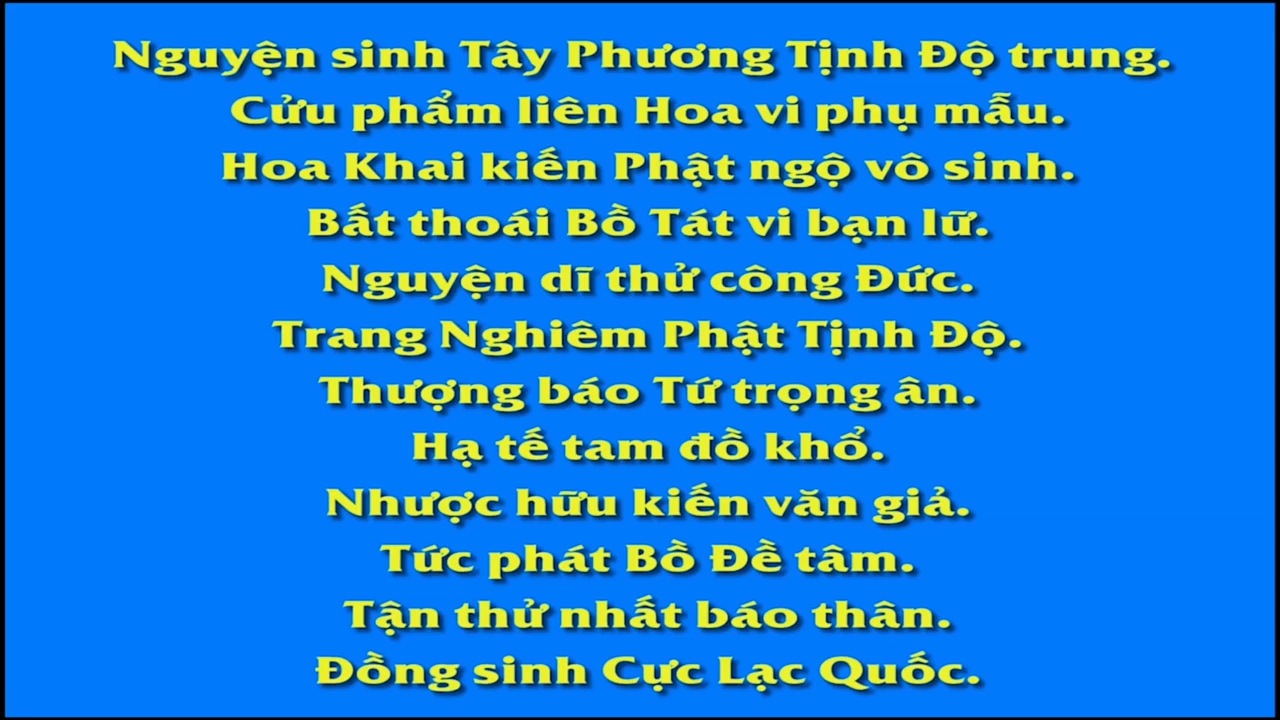 Nguyện sinh Tây Phương Tịnh Độ trung.
Cửu phẩm liên Hoa vi phụ mẫu.
Hoa Khai kiến Phật ngộ vô sinh.
Bất thoái Bồ Tát vi bạn lữ.
Nguyện dĩ thử công Đức.
Trang Nghiêm Phật Tịnh Độ.
Thượng báo Tứ trọng ân.
Hạ tế tam đồ khổ.
Nhược hữu kiến văn giả.
Tức phát Bồ Đề tâm.
Tận thử nhất báo thân.
Đồng sinh Cực Lạc Quốc.